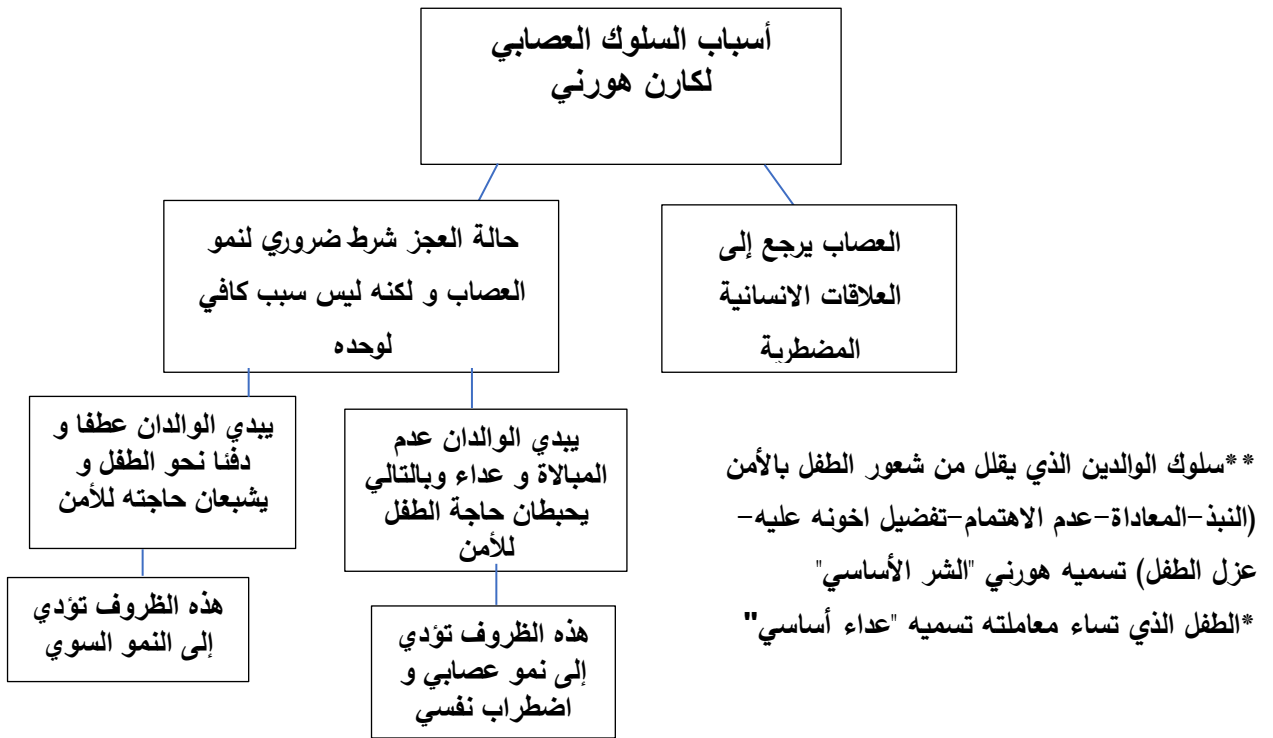 أسباب السلوك العصابي
لكارن هورني
العصاب يرجع إلى
العلاقات الانسانية
المضطربة
حالة العجز شرط ضروري لنمو
العصاب و لكنه ليس سبب كافي
لوحده
يبدي الوالدان عدم
المبالاة و عداء وبالتالي
يحبطان حاجة الطفل
للأمن
يبدي الوالدان عطفا و
دفئا نحو الطفل و
يشبعان حاجته للأمن
هذه الظروف تؤدي
إلى نمو عصابي و
اضطراب نفسي
هذه الظروف تؤدي
إلى النمو السوي
**سلوك الوالدين الذي يقلل من شعور الطفل بالأمن
(النبذ-المعاداة-عدم الاهتمام-تفضيل اخونه عليه-
عزل الطفل) تسميه هورني "الشر الأساسي"
*الطفل الذي تساء معاملته تسميه "عداء أساسي"